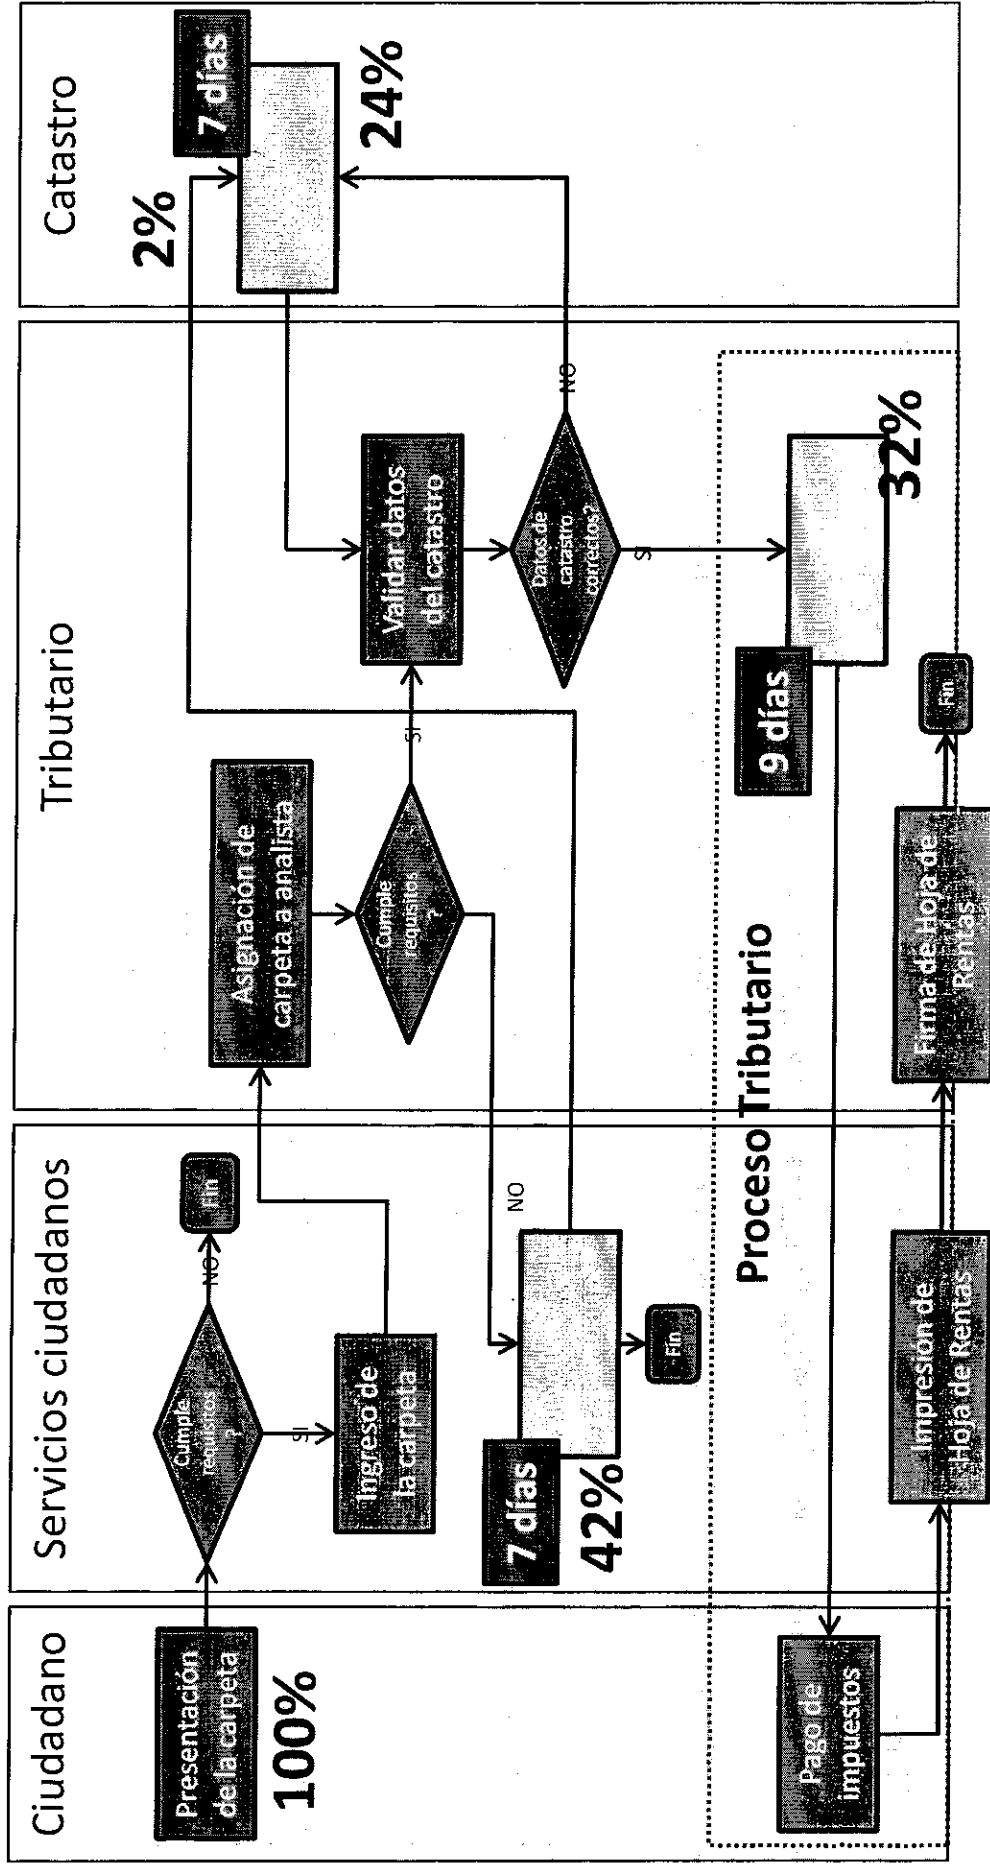 Ciudadano
Presentación
de la carpeta
100%
Pago de
Impuestos
Servicios ciudadanos
Cumple
requisitos
?
NO
Fin
SI
Ingreso de
la carpeta
7 días
42%
NO
Fin
Impresión de
Hoja de Rentas
Tributario
Asignación de
carpeta a analista
Cumple
requisitos
?
SI
Validar datos
del catastro
Datos de
catastro
correctos?
NO
SI
Proceso Tributario
9 días
32%
Firma de Hoja de
Rentas
Fin
Catastro
2%
7 días
24%